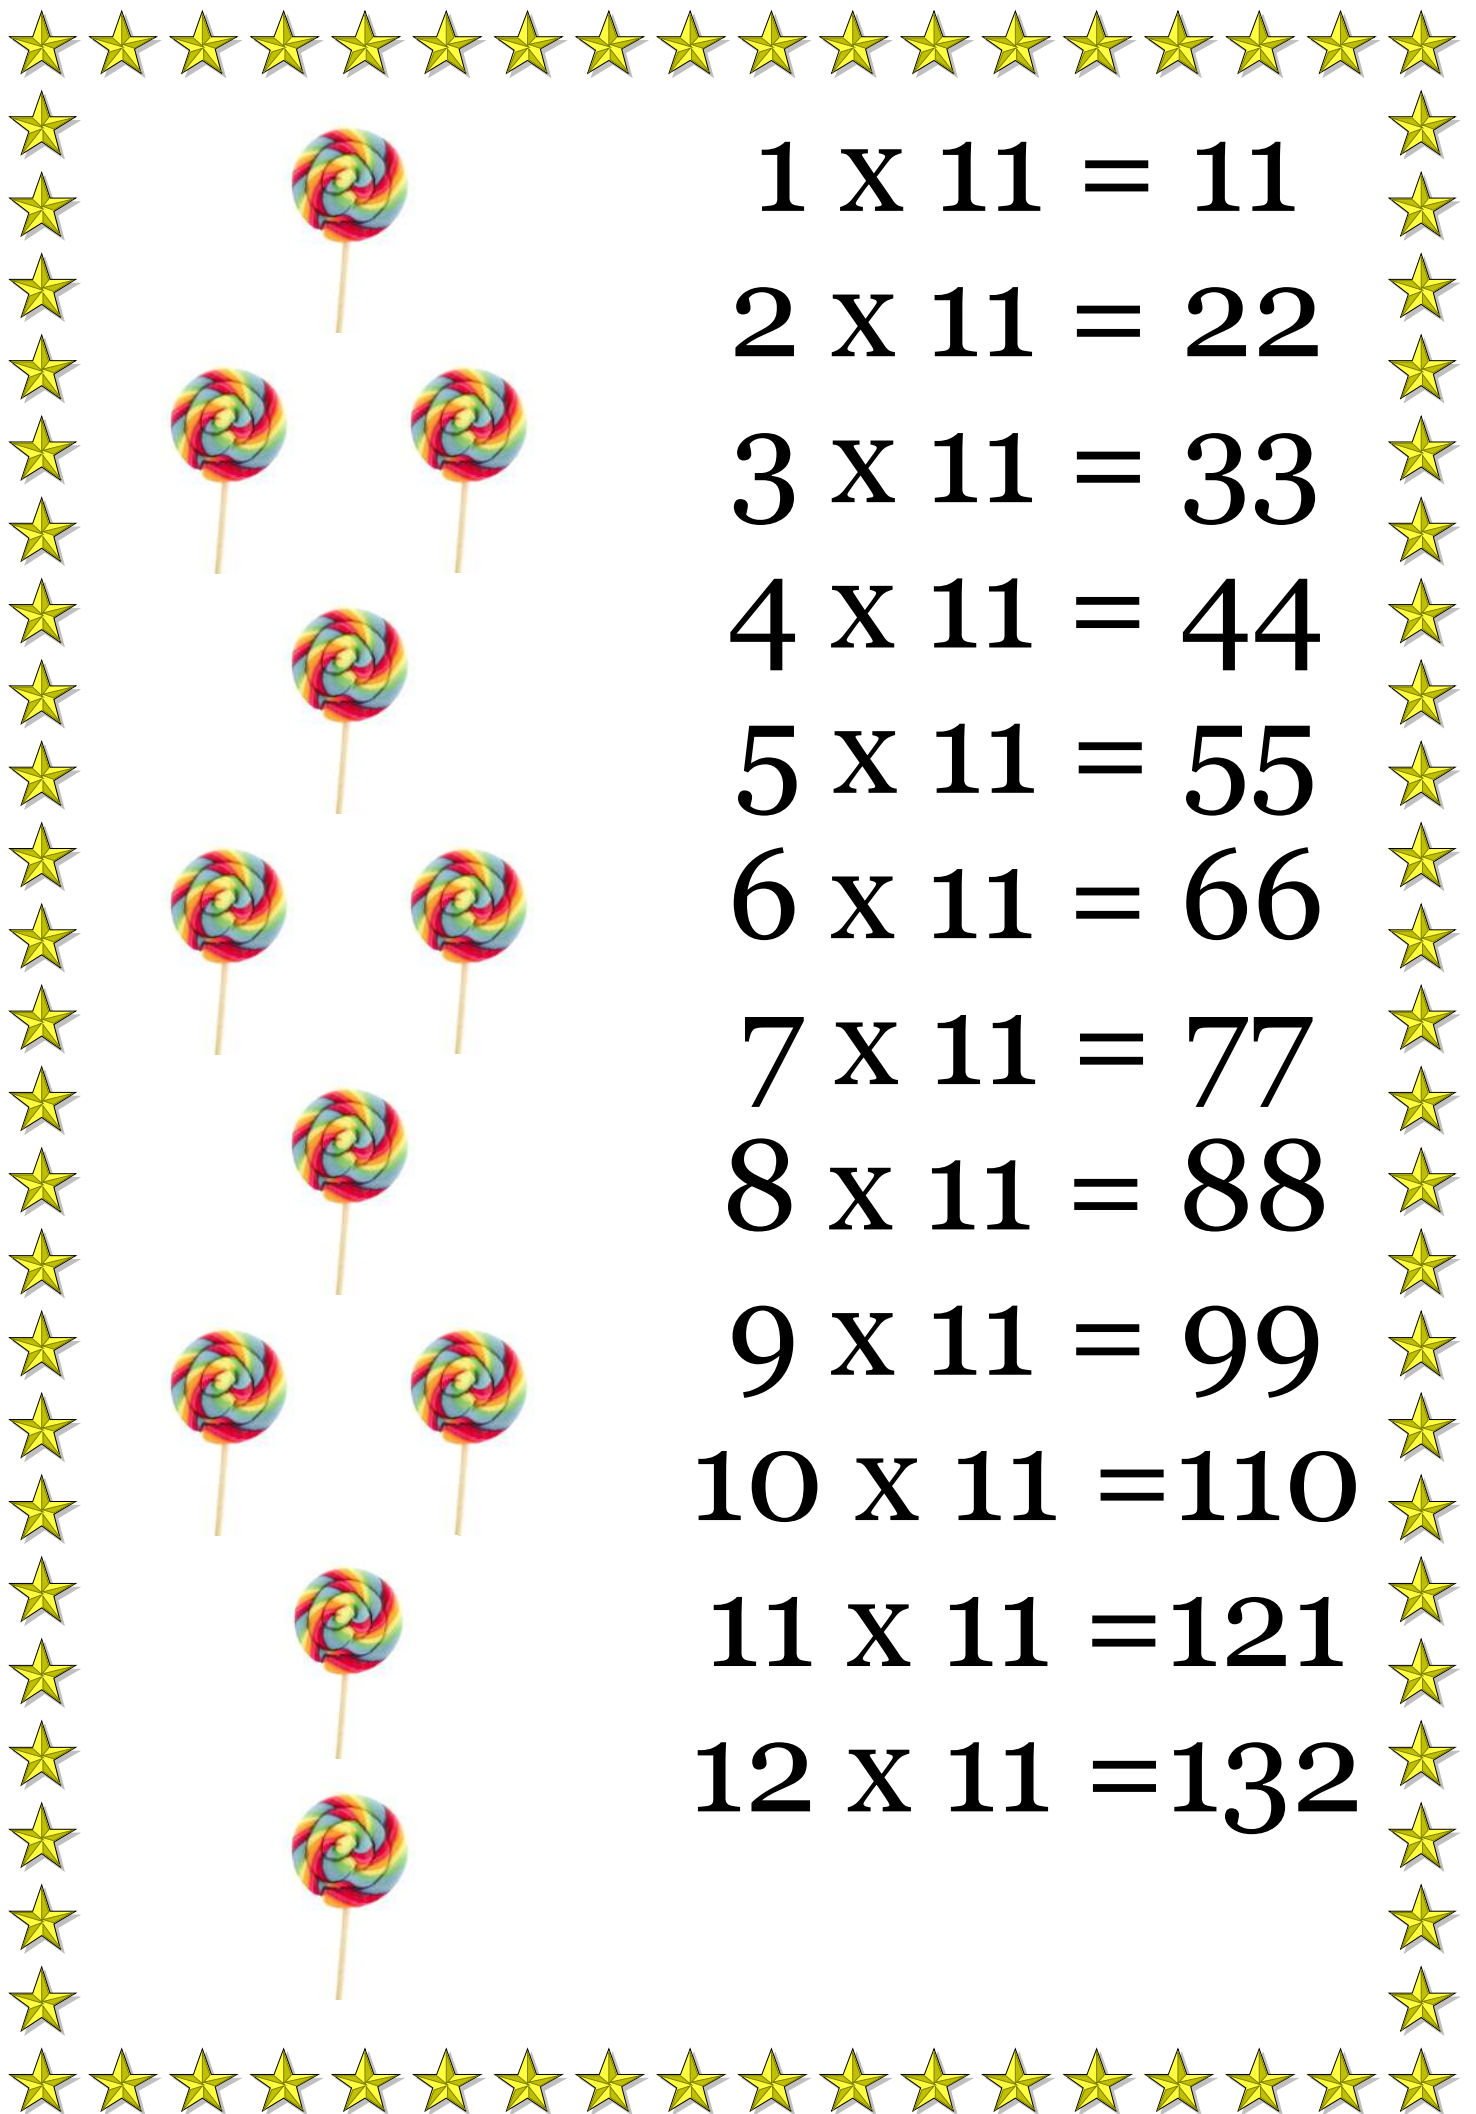 1 x 11 = 11
2 x 11 = 22
3 x 11 = 33
4 x 11 = 44
5 x 11 = 55
6 x 11 = 66
7 x 11 = 77
8 x 11 = 88
9 x 11 = 99
10 x 11 =110
11 x 11 =121
12 x 11 =132